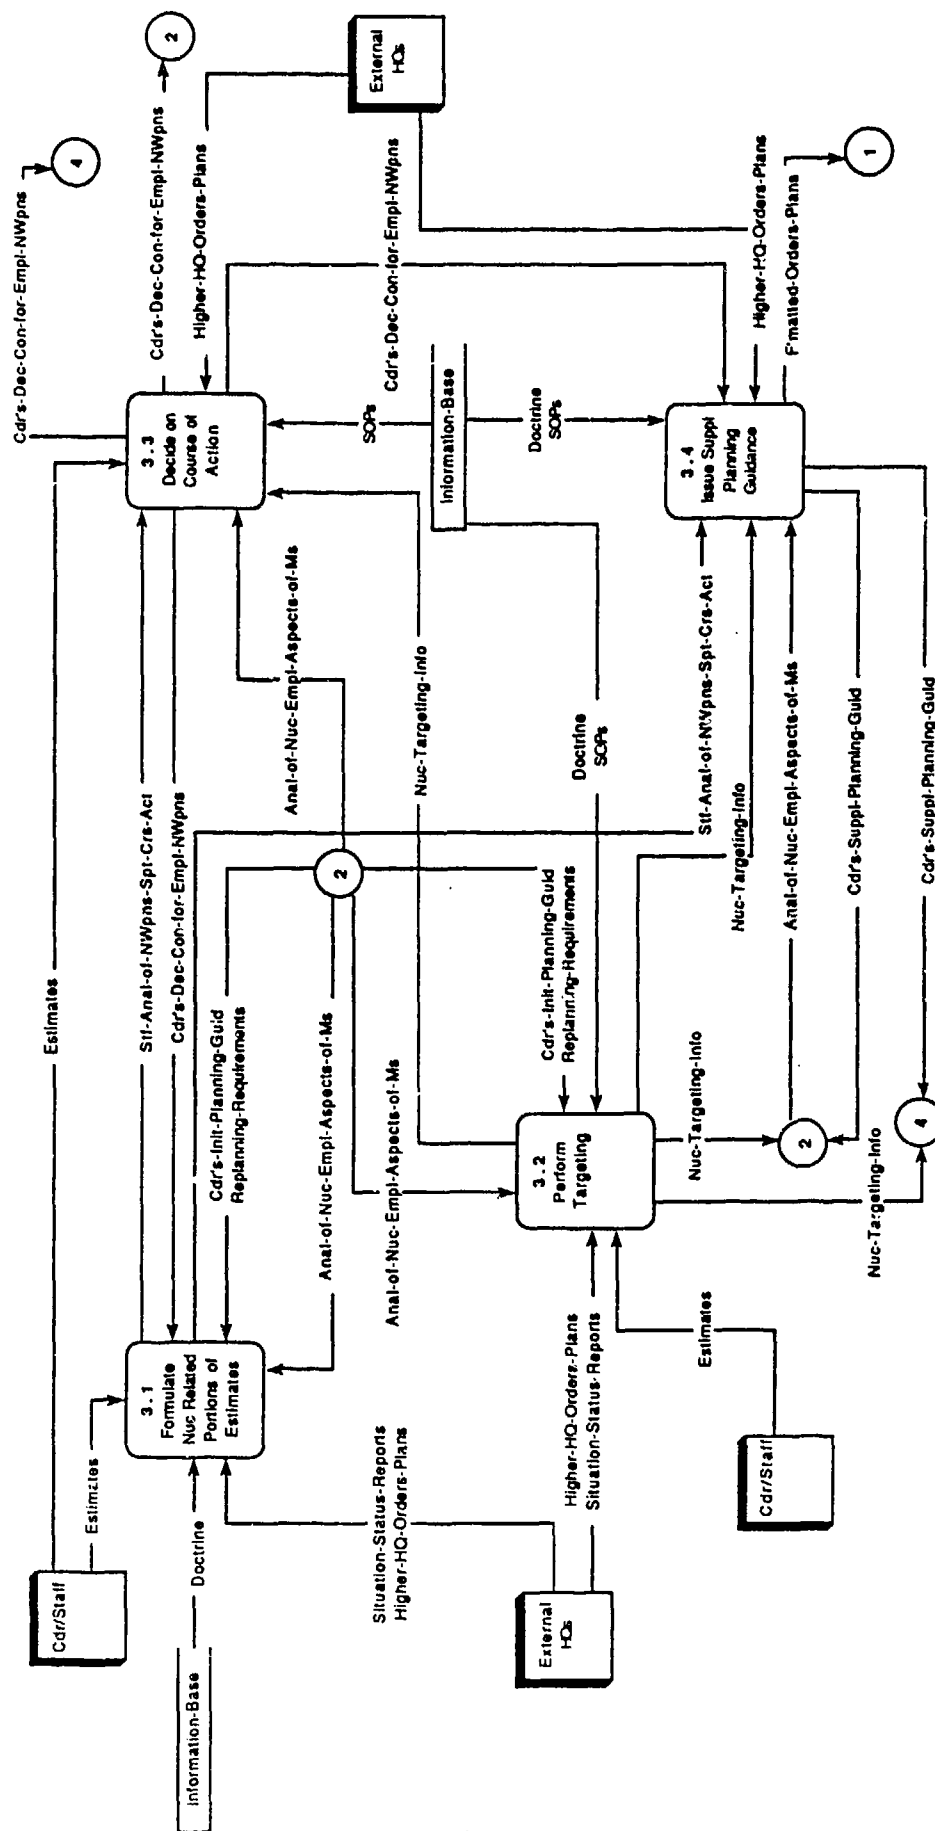 Cdr's-Dec-Con-for-Empl-NWpns
4
Estimates
Cdr/Staff
Estimates
Information-Base
Doctrine
3.1
Formulate
Nuc Related
Portions of
Estimates
Stf-Anal-of-NWpns-Spt-Crs-Act
Cdr's-Dec-Con-for-Empl-NWpns
3.3
Decide on
Course of
Action
Cdr's-Dec-Con-for-Empl-NWpns
2
Higher-HQ-Orders-Plans
External
HQs
Cdr's-Init-Planning-Guid
Replanning-Requirements
Anal-of-Nuc-Empl-Aspects-of-Ms
Anal-of-Nuc-Empl-Aspects-of-Ms
2
Anal-of-Nuc-Empl-Aspects-of-Ms
SOPs
Cdr's-Dec-Con-for-Empl-NWpns
Situation-Status-Reports
Higher-HQ-Orders-Plans
Nuc-Targeting-Info
Information-Base
External
HQs
Higher-HQ-Orders-Plans
Situation-Status-Reports
3.2
Perform
Targeting
Cdr's-Init-Planning-Guid
Replanning-Requirements
Doctrine
SOPs
Doctrine
SOPs
Estimates
Cdr/Staff
Nuc-Targeting-Info
Stf-Anal-of-NWpns-Spt-Crs-Act
Nuc-Targeting-Info
Anal-of-Nuc-Empl-Aspects-of-Ms
3.4
Issue Suppl
Planning
Guidance
Higher-HQ-Orders-Plans
F'matted-Orders-Plans
1
2
Cdr's-Suppl-Planning-Guid
Nuc-Targeting-Info
4
Cdr's-Suppl-Planning-Guid